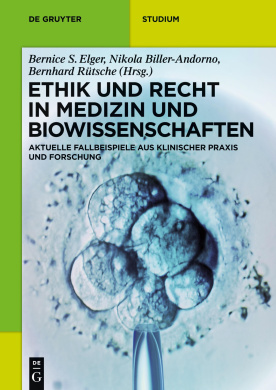 DE GRUYTER STUDIUM
Bernice S. Elger, Nikola Biller-Andorno,
Bernhard Rütsche (Hrsg.)
ETHIK UND RECHT
IN MEDIZIN UND
BIOWISSENSCHAFTEN
AKTUELLE FALLBEISPIELE AUS KLINISCHER PRAXIS
UND FORSCHUNG
DE
G